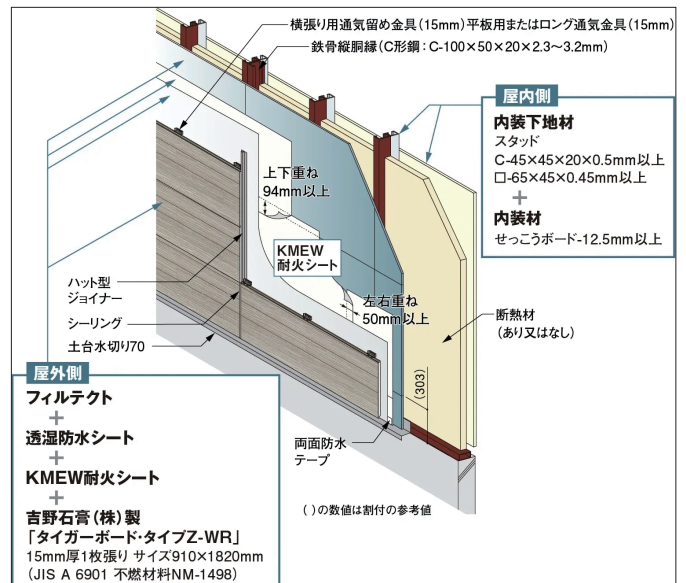 横張り用通気留め金具(15mm)平板用またはロング通気金具(15mm)
鉄骨縦胴縁(C形鋼:C-100×50×20×2.3〜3.2mm)
屋内側
内装下地材
スタッド
C-45×45×20×0.5mm以上
□-65×45×0.45mm以上
+
内装材
せっこうボード-12.5mm以上
上下重ね
94mm以上
KMEW
耐火シート
左右重ね
50mm以上
ハット型
ジョイナー
シーリング
土台水切り70
断熱材
(あり又はなし)
(303)
両面防水
テープ
( )の数値は割付の参考値
屋外側
フィルテクト
+
透湿防水シート
+
KMEW耐火シート
+
吉野石膏(株)製
「タイガーボード・タイプZ-WR」
15mm厚1枚張り サイズ910×1820mm
(JIS A 6901 不燃材料NM-1498)